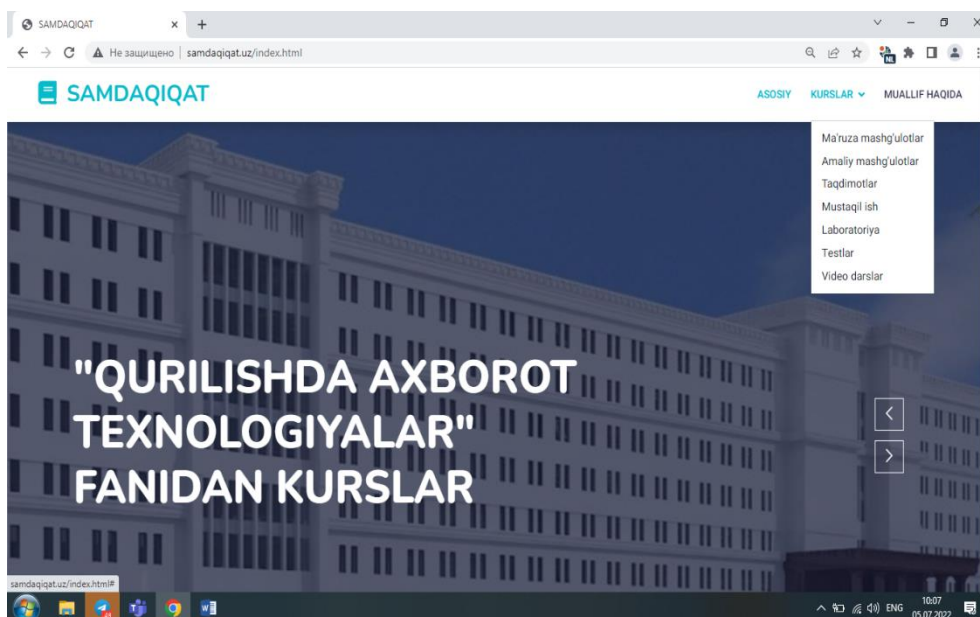 SAMDAQIQAT
Не защищено samdaqiqat.uz/index.html
SAMDAQIQAT
ASOSIY KURSLAR MUALLIF HAQIDA
Ma'ruza mashg'ulotlar
Amaliy mashg'ulotlar
Taqdimotlar
Mustaqil ish
Laboratoriya
Testlar
Video darslar
"QURILISHDA AXBOROT
TEXNOLOGIYALAR"
FANIDAN KURSLAR
samdaqiqat.uz/index.html#
ENG
10:07
05.07.2022